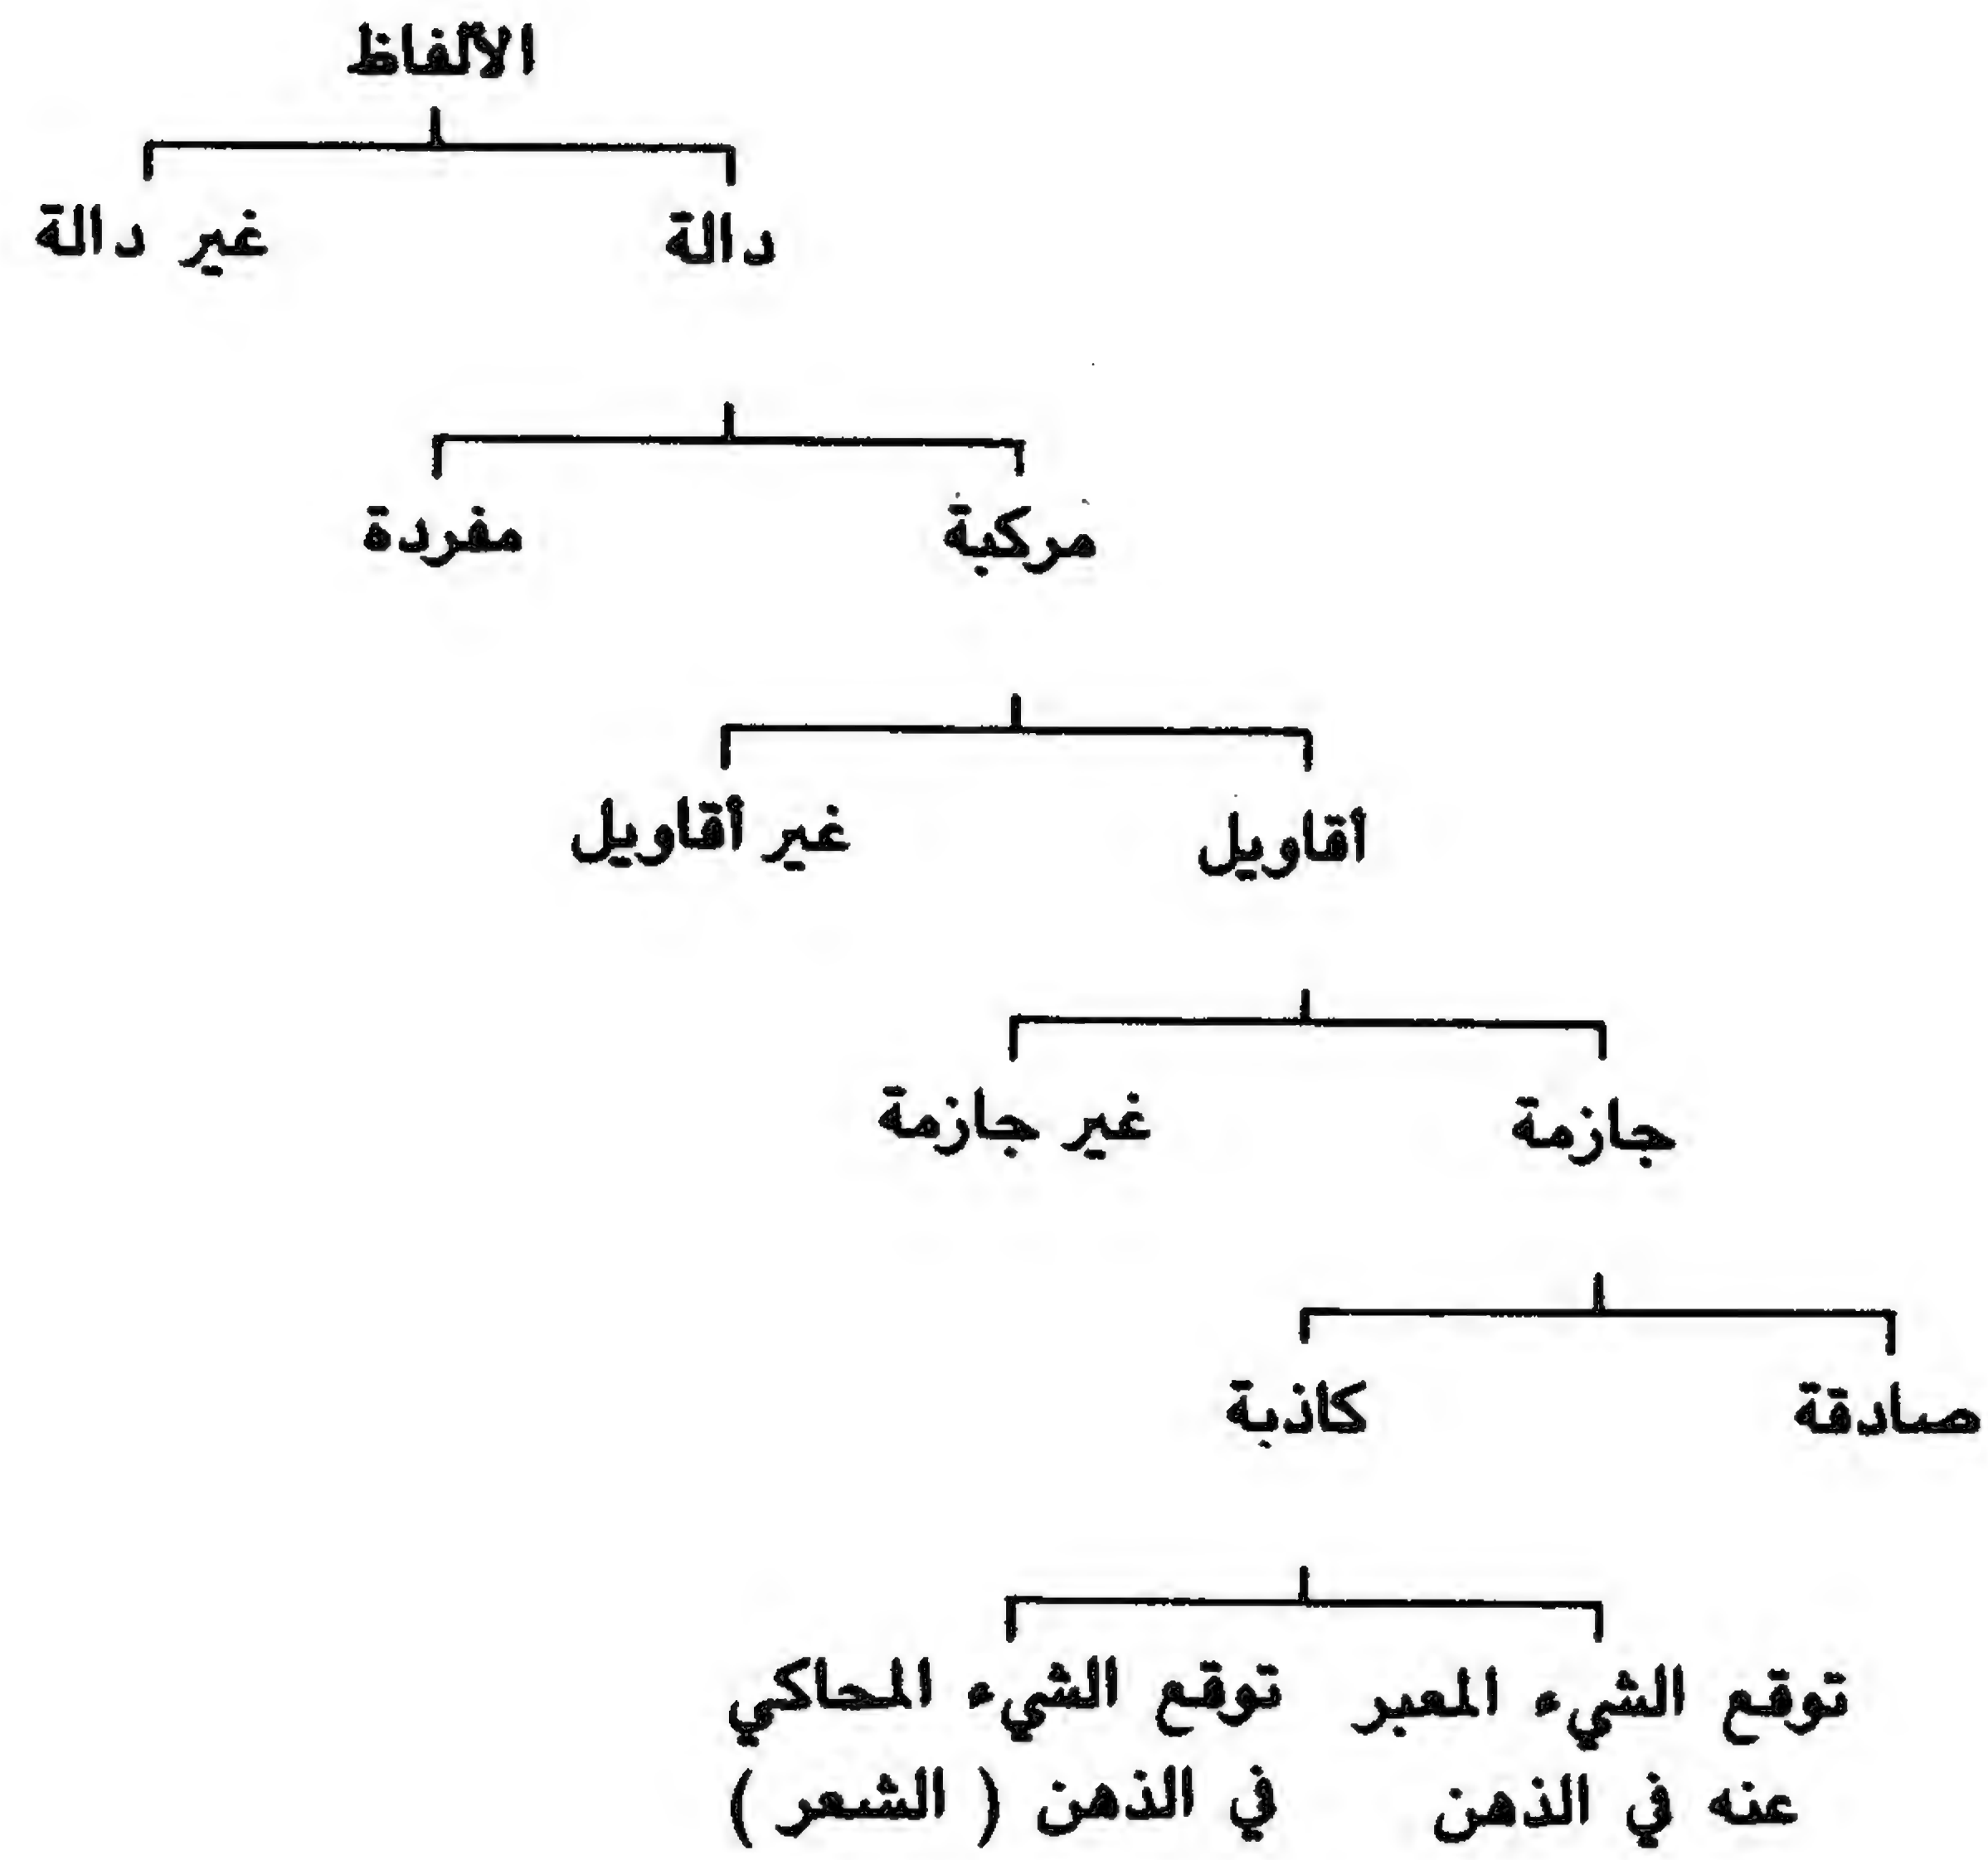 الألفاظ
دالة
غير دالة
مركبة
مفردة
أقاويل
غير أقاويل
جازمة
غير جازمة
صادقة
كاذبة
توقع الشيء المعبر
عنه في الذهن
توقع الشيء المحاكي
في الذهن ( الشعر )